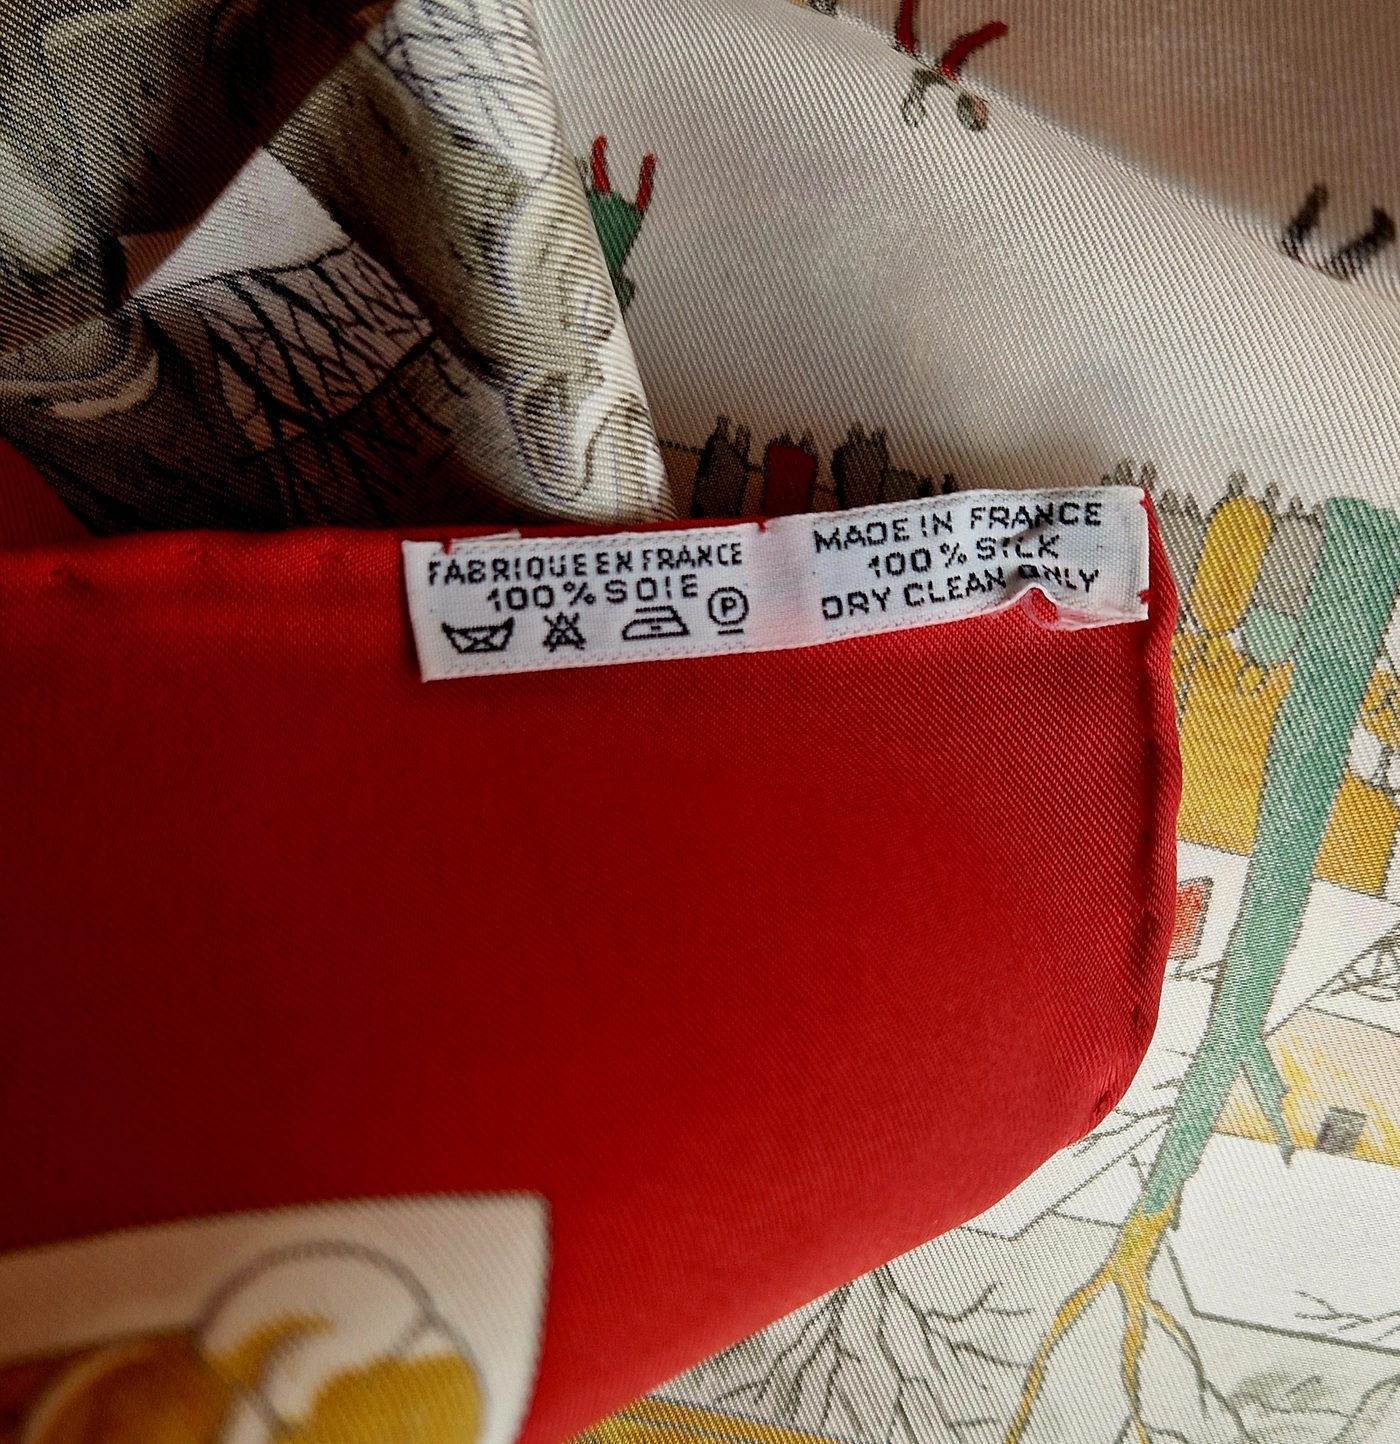 FABRIQUE EN FRANCE
100% SOIE
P
MADE IN FRANCE
100% SILK
DRY CLEAN ONLY